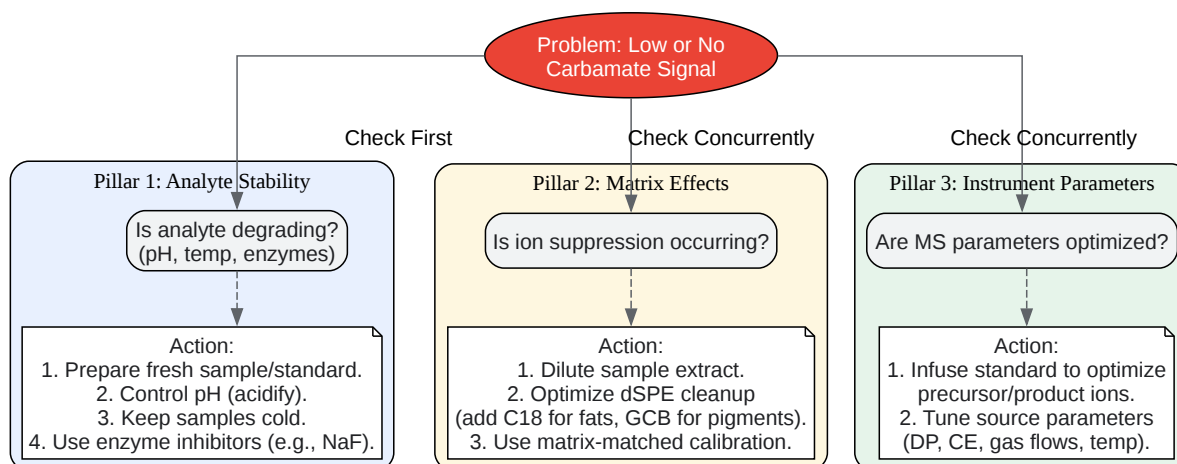 Problem: Low or No
Carbamate Signal
Check First
Check Concurrently
Check Concurrently
Pillar 1: Analyte Stability
Is analyte degrading?
(pH, temp, enzymes)
Action:
1. Prepare fresh sample/standard.
2. Control pH (acidify).
3. Keep samples cold.
4. Use enzyme inhibitors (e.g., NaF).
Pillar 2: Matrix Effects
Is ion suppression occurring?
Action:
1. Dilute sample extract.
2. Optimize dSPE cleanup
(add C18 for fats, GCB for pigments).
3. Use matrix-matched calibration.
Pillar 3: Instrument Parameters
Are MS parameters optimized?
Action:
1. Infuse standard to optimize
precursor/product ions.
2. Tune source parameters
(DP, CE, gas flows, temp).